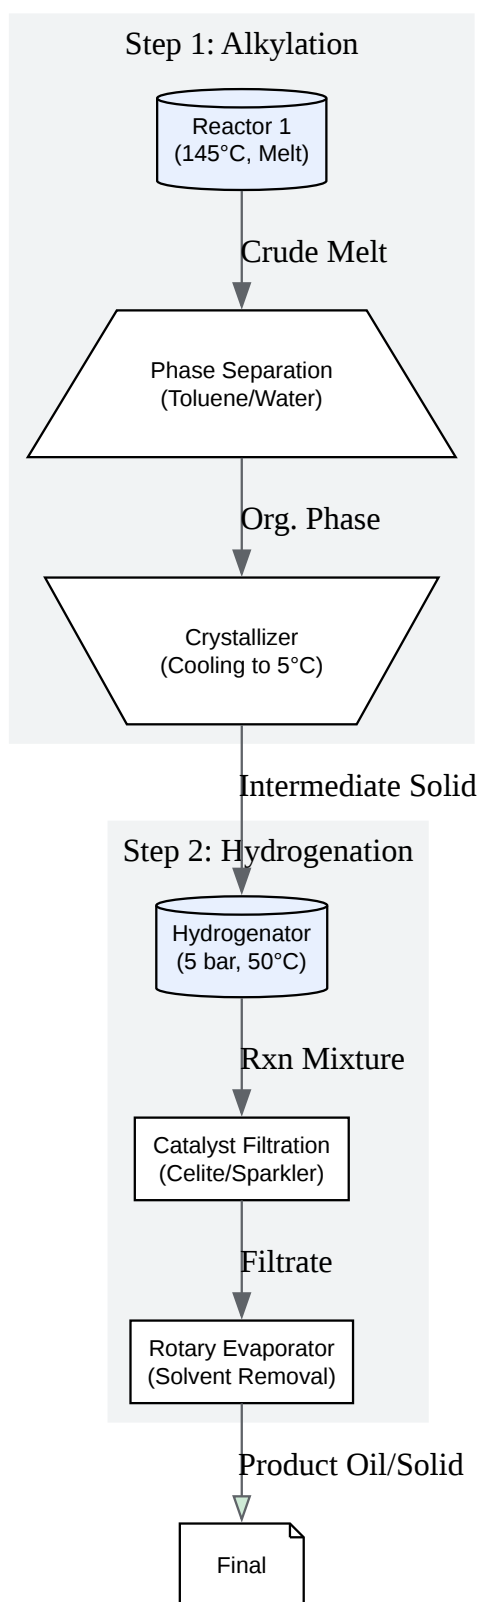 Step 1: Alkylation
Reactor 1
(145°C, Melt)
Crude Melt
Phase Separation
(Toluene/Water)
Org. Phase
Crystallizer
(Cooling to 5°C)
Intermediate Solid
Step 2: Hydrogenation
Hydrogenator
(5 bar, 50°C)
Rxn Mixture
Catalyst Filtration
(Celite/Sparkler)
Filtrate
Rotary Evaporator
(Solvent Removal)
Product Oil/Solid
Final